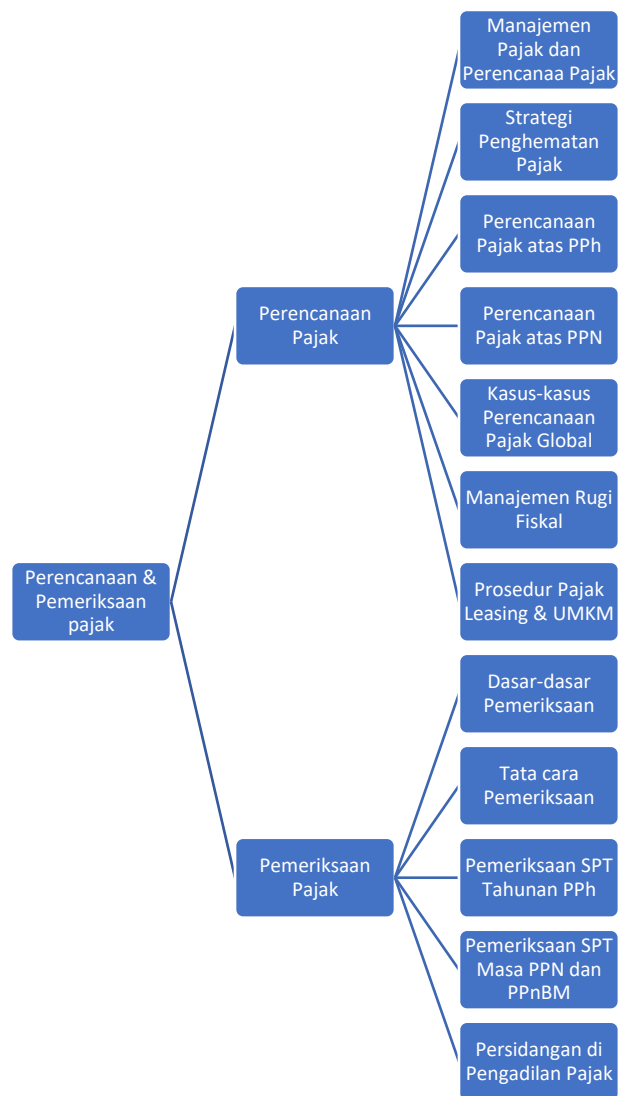 Manajemen
Pajak dan
Perencanaa Pajak
Strategi
Penghematan
Pajak
Perencanaan
Pajak atas PPh
Perencanaan
Pajak
Perencanaan
Pajak atas PPN
Kasus-kasus
Perencanaan
Pajak Global
Manajemen Rugi
Fiskal
Perencanaan &
Pemeriksaan
pajak
Prosedur Pajak
Leasing & UMKM
Dasar-dasar
Pemeriksaan
Tata cara
Pemeriksaan
Pemeriksaan
Pajak
Pemeriksaan SPT
Tahunan PPh
Pemeriksaan SPT
Masa PPN dan
PPnBM
Persidangan di
Pengadilan Pajak